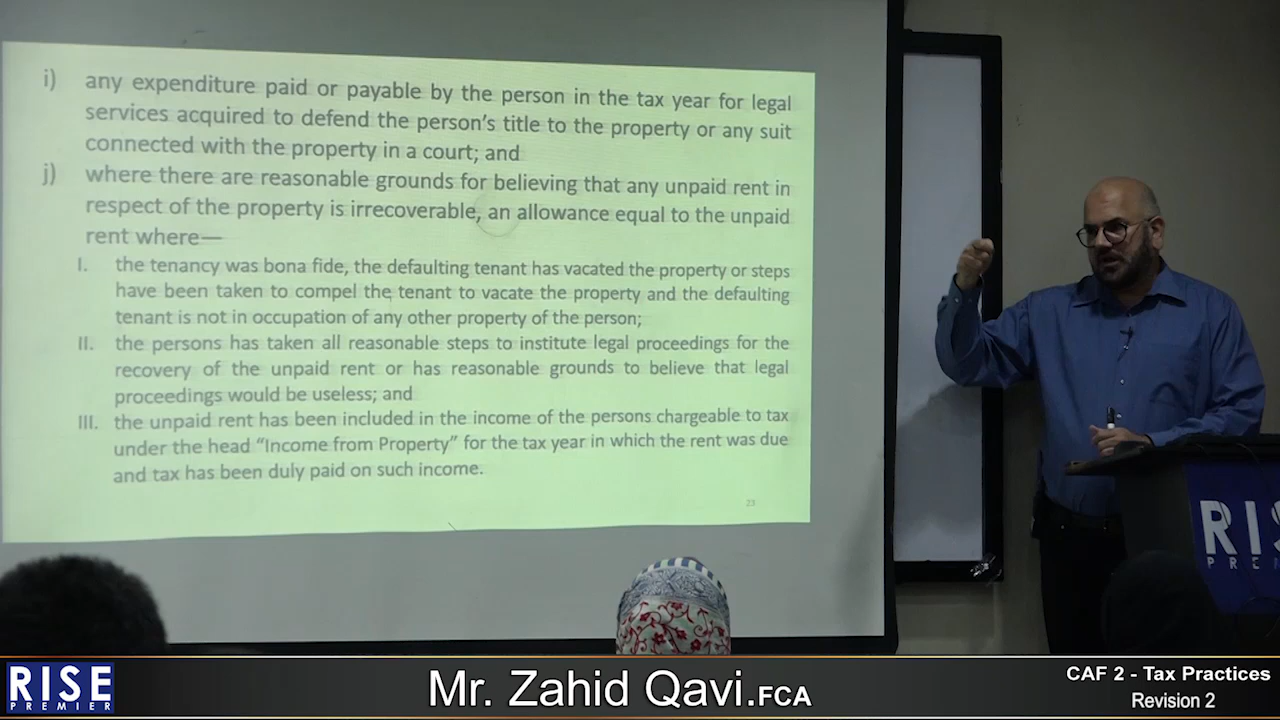 i) any expenditure paid or payable by the person in the tax year for legal
services acquired to defend the person's title to the property or any suit
connected with the property in a court; and
j) where there are reasonable grounds for believing that any unpaid rent in
respect of the property is irrecoverable, an allowance equal to the unpaid
rent where—
I. the tenancy was bona fide, the defaulting tenant has vacated the property or steps
have been taken to compel the tenant to vacate the property and the defaulting
tenant is not in occupation of any other property of the person;
II. the persons has taken all reasonable steps to institute legal proceedings for the
recovery of the unpaid rent or has reasonable grounds to believe that legal
proceedings would be useless; and
III. the unpaid rent has been included in the income of the persons chargeable to tax
under the head “Income from Property” for the tax year in which the rent was due
and tax has been duly paid on such income.
23
RIS
PREM
RISE
PREMIER
Mr. Zahid Qavi.FCA
CAF 2 - Tax Practices
Revision 2